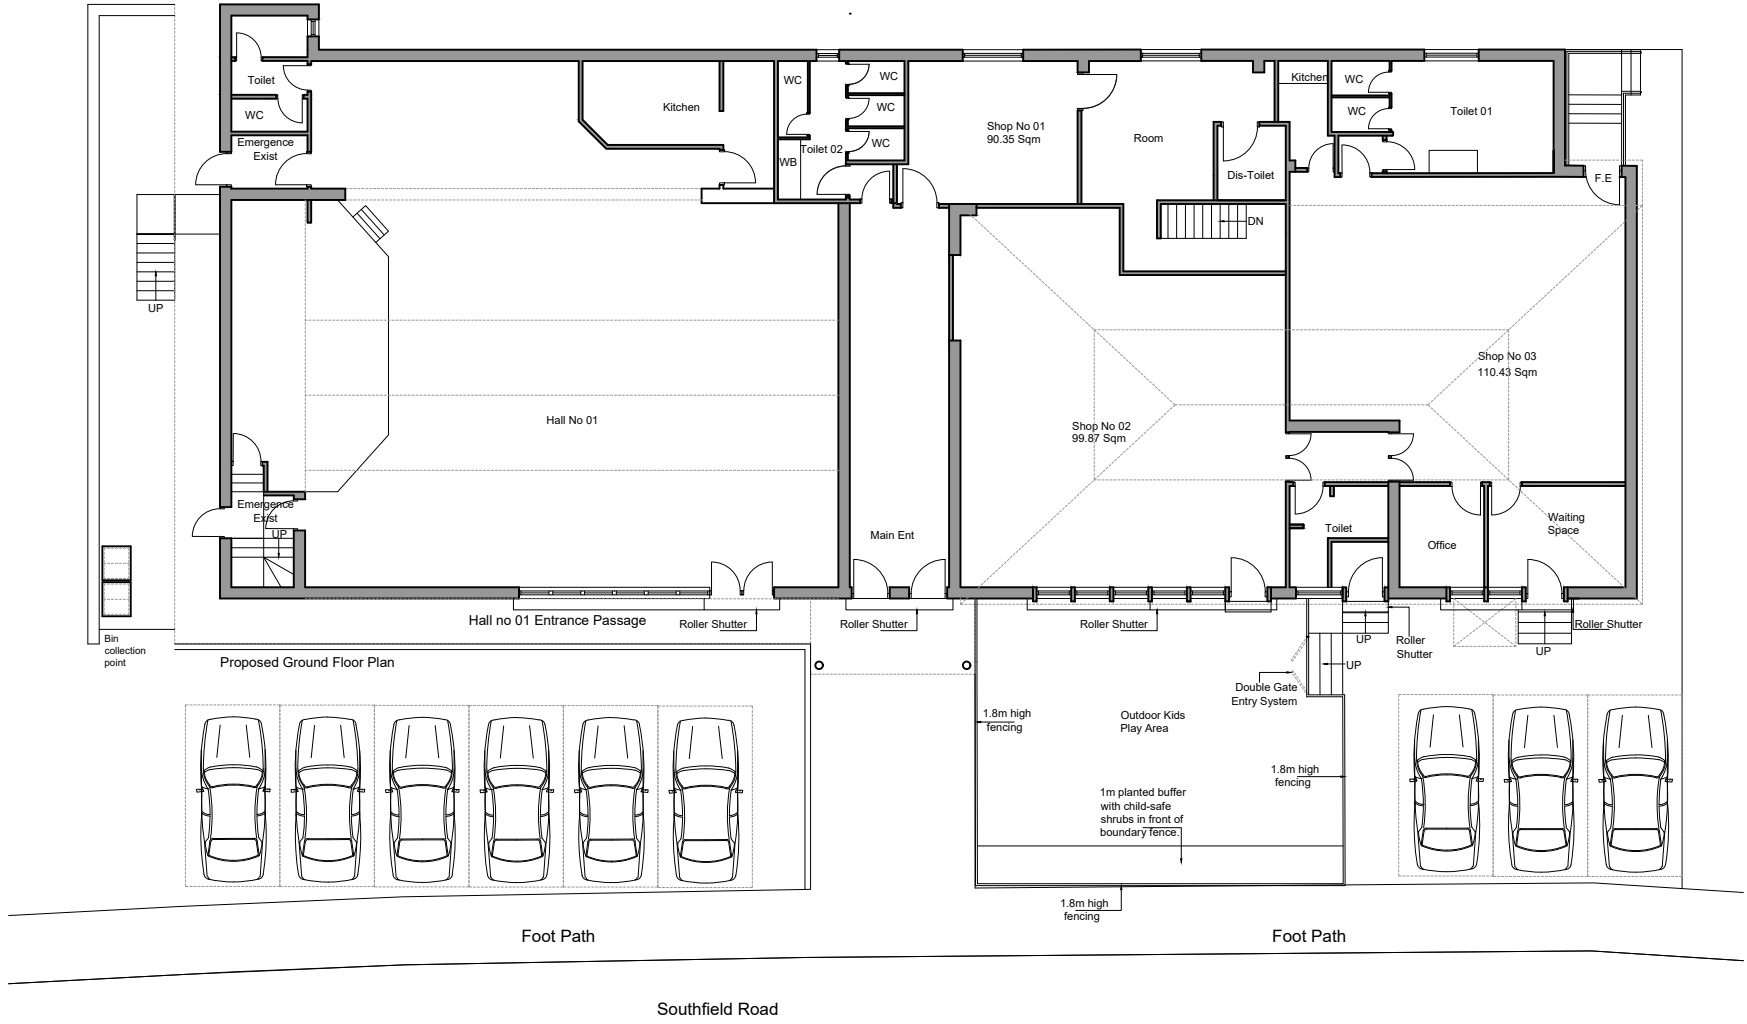 Toilet
WC
Emergence
Exist
Kitchen
WC
WB
Toilet 02
WC
WC
WC
Shop No 01
90.35 Sqm
Room
Dis-Toilet
DN
Kitchen
WC
WC
Toilet 01
F.E
UP
Hall No 01
Shop No 02
99.87 Sqm
Shop No 03
110.43 Sqm
Emergence
Exist
UP
Main Ent
Toilet
Office
Waiting
Space
Bin
collection
point
Hall no 01 Entrance Passage
Roller Shutter
Roller Shutter
Roller Shutter
UP
Roller
Shutter
UP
Roller Shutter
UP
Proposed Ground Floor Plan
Double Gate
Entry System
1.8m high
fencing
Outdoor Kids
Play Area
1.8m high
fencing
1m planted buffer
with child-safe
shrubs in front of
boundary fence.
1.8m high
fencing
Foot Path
Foot Path
Southfield Road